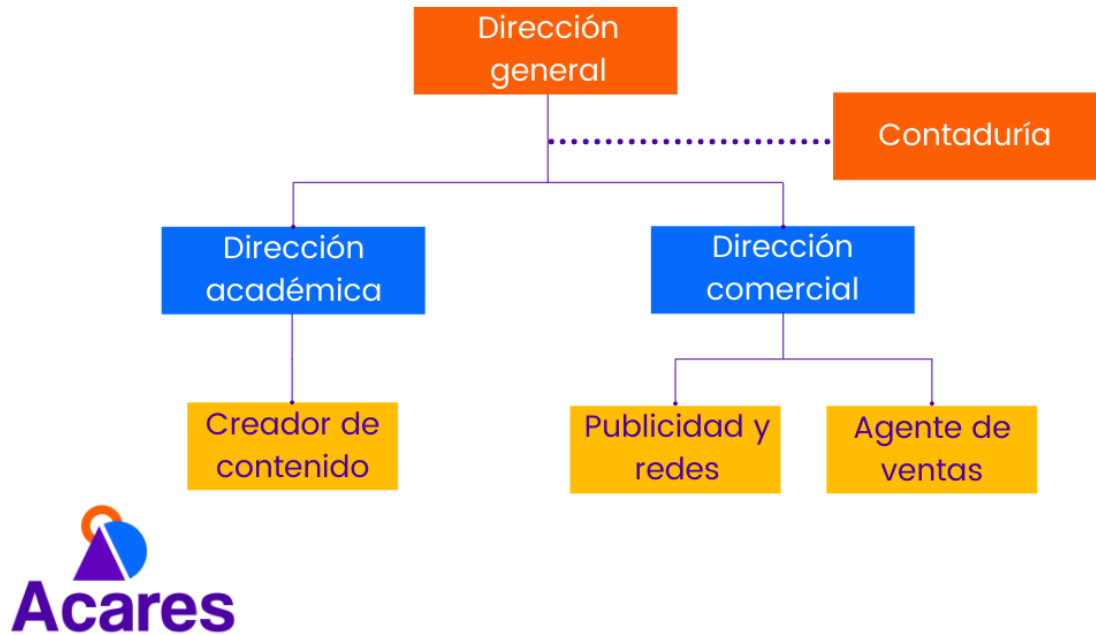 Dirección
general
Contaduría
Dirección
académica
Dirección
comercial
Creador de
contenido
Publicidad y
redes
Agente de
ventas
Acares